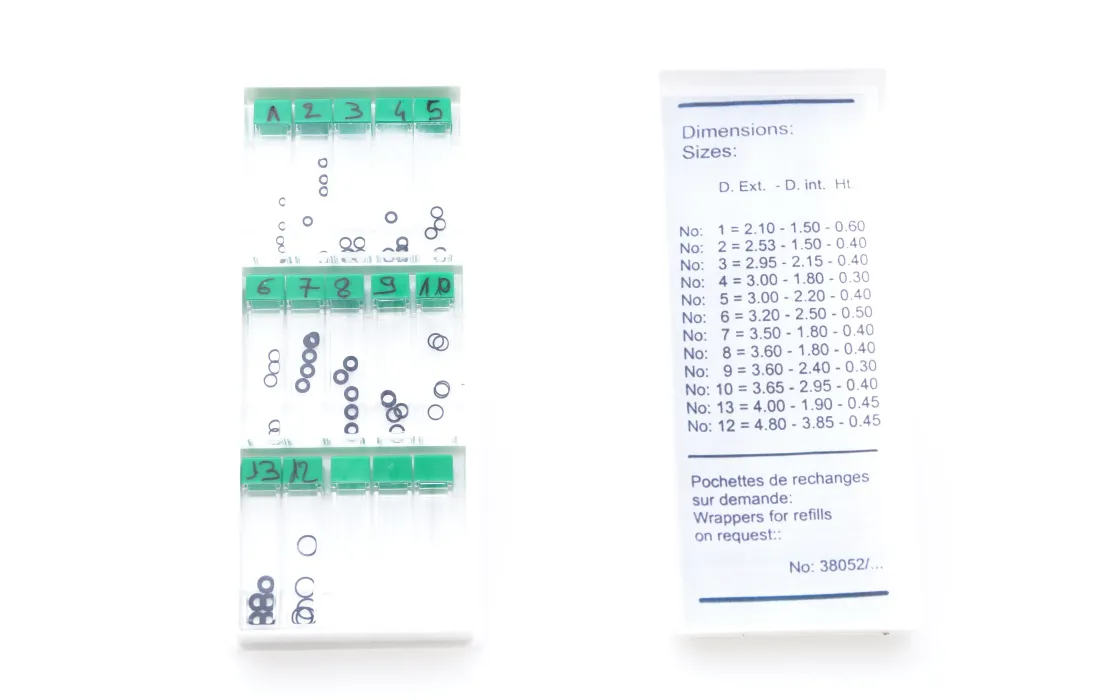 1 2 3 4 5
6 7 8 9 10
13 12
Dimensions:
Sizes:
D. Ext. - D. int. Ht.
No: 1 = 2.10 - 1.50 - 0.60
No: 2 = 2.53 - 1.50 - 0.40
No: 3 = 2.95 - 2.15 - 0.40
No: 4 = 3.00 - 1.80 - 0.30
No: 5 = 3.00 - 2.20 - 0.40
No: 6 = 3.20 - 2.50 - 0.50
No: 7 = 3.50 - 1.80 - 0.40
No: 8 = 3.60 - 1.80 - 0.40
No: 9 = 3.60 - 2.40 - 0.30
No: 10 = 3.65 - 2.95 - 0.40
No: 13 = 4.00 - 1.90 - 0.45
No: 12 = 4.80 - 3.85 - 0.45
Pochettes de rechanges
sur demande:
Wrappers for refills
on request::
No: 38052/...